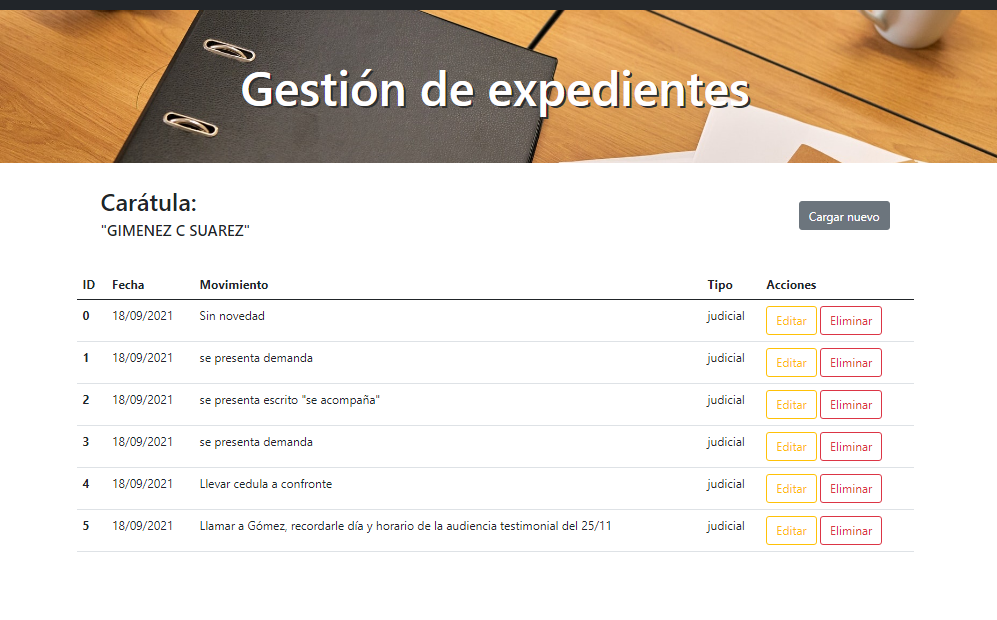 Gestión de expedientes
Carátula:
"GIMENEZ C SUAREZ"
Cargar nuevo
ID Fecha Movimiento Tipo Acciones
0 18/09/2021 Sin novedad judicial Editar Eliminar
1 18/09/2021 se presenta demanda judicial Editar Eliminar
2 18/09/2021 se presenta escrito "se acompaña" judicial Editar Eliminar
3 18/09/2021 se presenta demanda judicial Editar Eliminar
4 18/09/2021 Llevar cedula a confronte judicial Editar Eliminar
5 18/09/2021 Llamar a Gómez, recordarle día y horario de la audiencia testimonial del 25/11 judicial Editar Eliminar